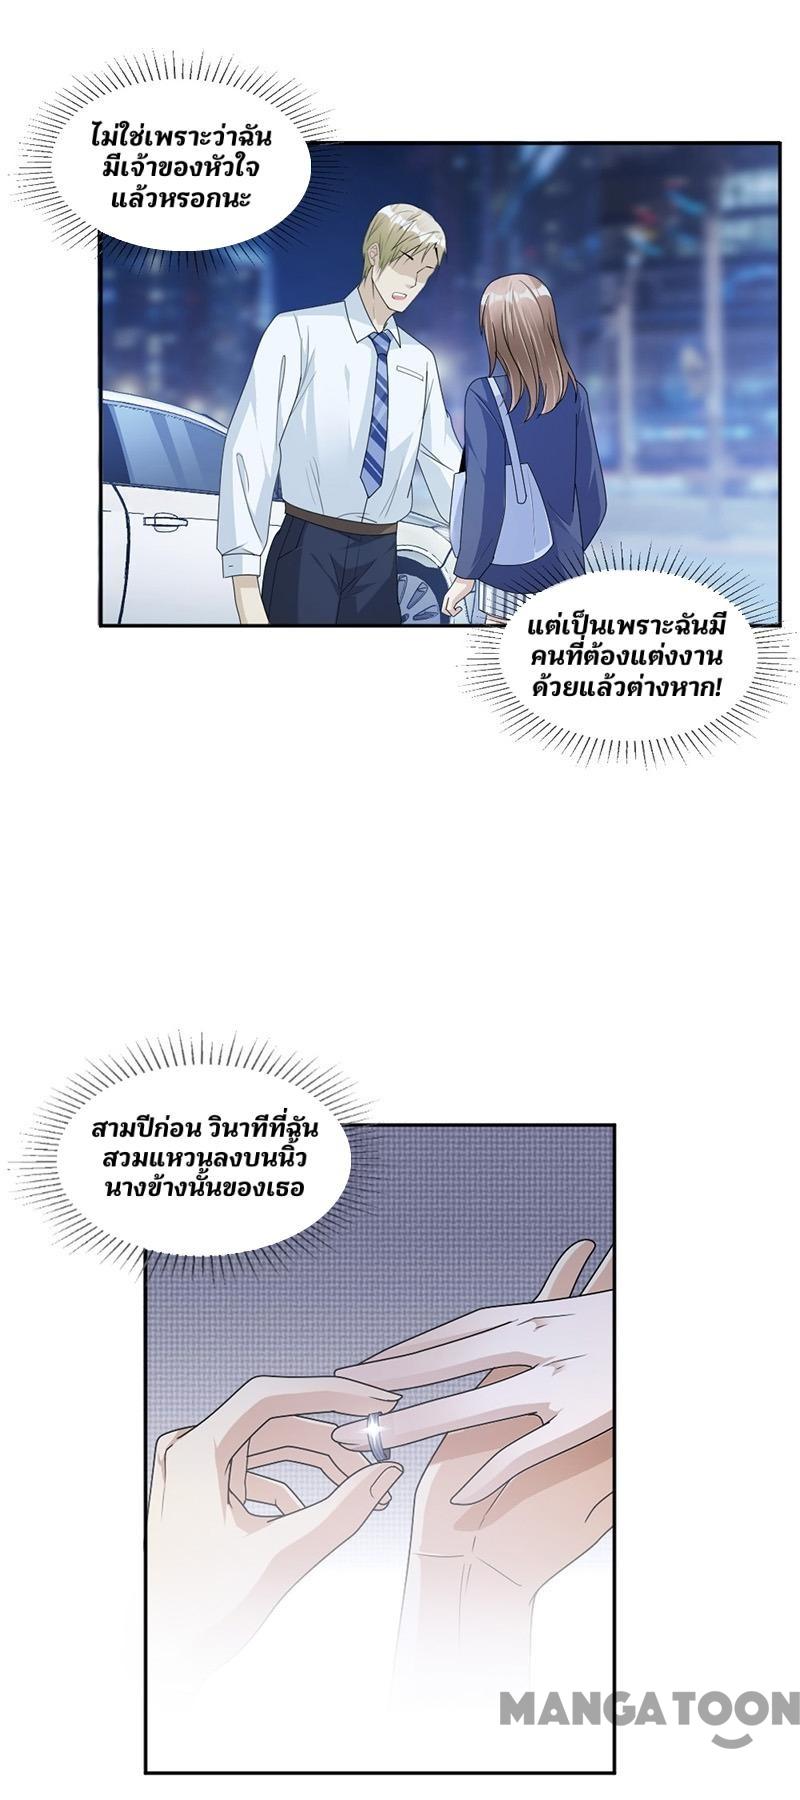 ไม่ใช่เพราะว่าฉัน
มีเจ้าของหัวใจ
แล้วหรอกนะ
แต่เป็นเพราะฉันมี
คนที่ต้องแต่งงาน
ด้วยแล้วต่างหาก!
สามปีก่อน วินาทีที่ฉัน
สวมแหวนลงบนนิ้ว
นางข้างนั้นของเธอ
MANGATOON